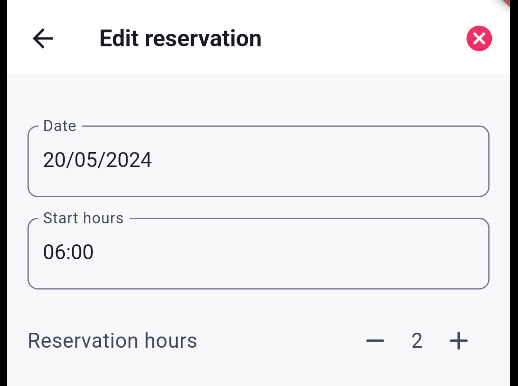 Edit reservation
Date
20/05/2024
Start hours
06:00
Reservation hours 2